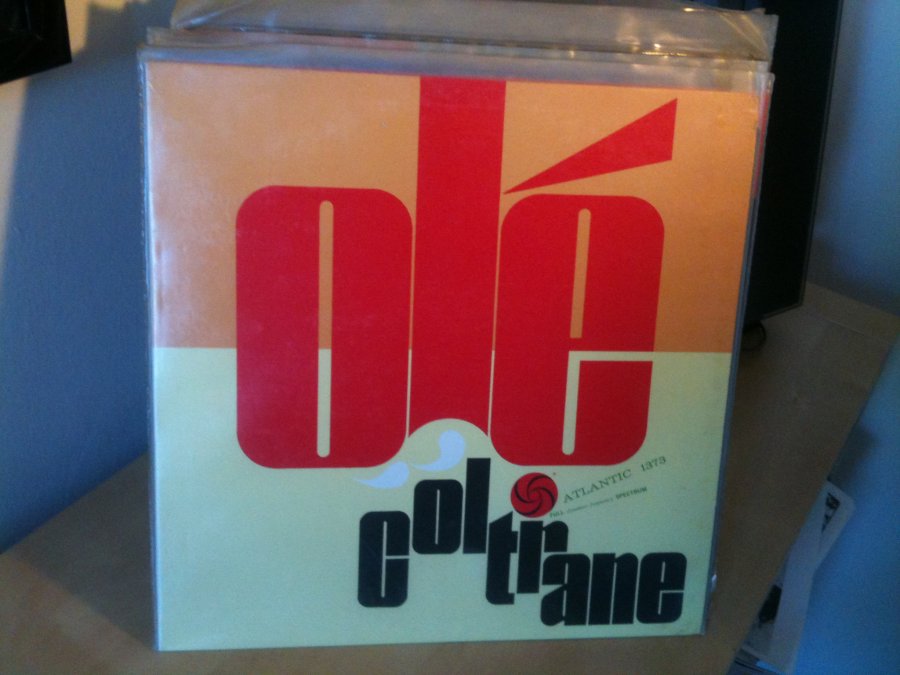 olé
ATLANTIC 1373
SPECTRUM
coltrane